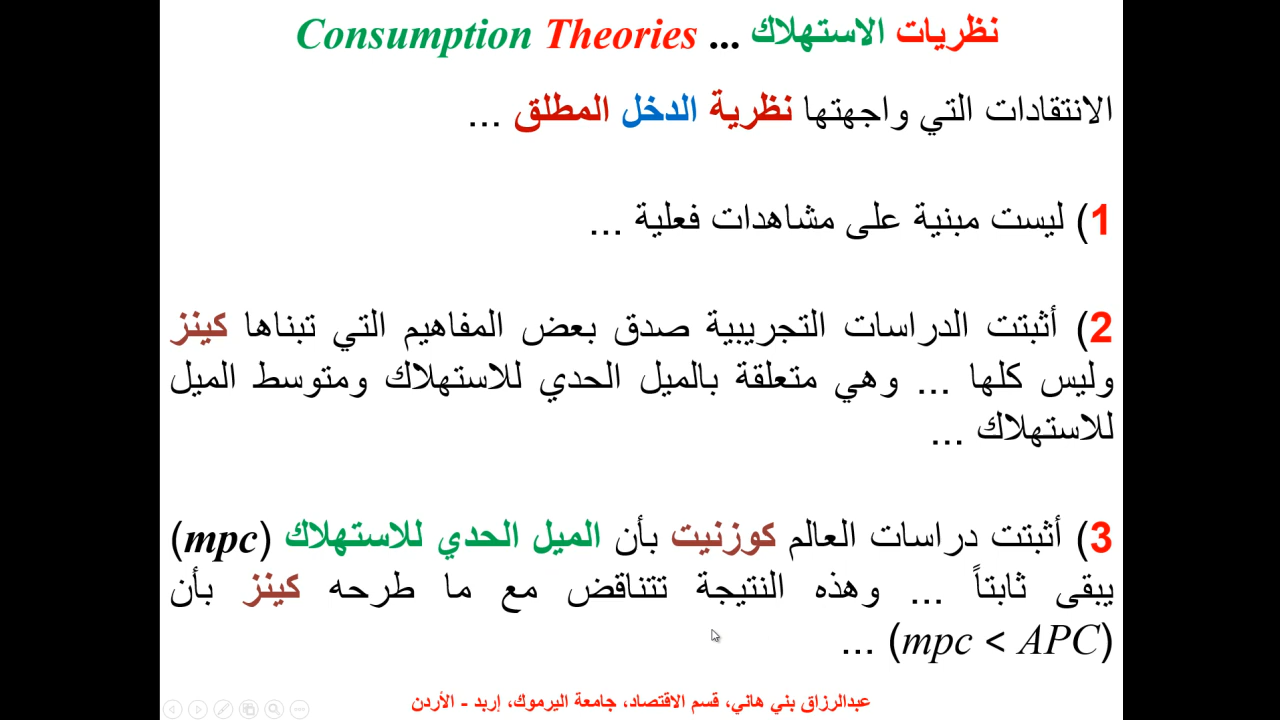 نظريات الاستهلاك ... Consumption Theories
الانتقادات التي واجهتها نظرية الدخل المطلق ...
1) ليست مبنية على مشاهدات فعلية ...
2) أثبتت الدراسات التجريبية صدق بعض المفاهيم التي تبناها كينز
وليس كلها ... وهي متعلقة بالميل الحدي للاستهلاك ومتوسط الميل
للاستهلاك ...
3) أثبتت دراسات العالم كوزنيت بأن الميل الحدي للاستهلاك (mpc)
يبقى ثابتاً ... وهذه النتيجة تتناقض مع ما طرحه كينز بأن
(mpc < APC) ...
عبدالرزاق بني هاني، قسم الاقتصاد، جامعة اليرموك، إربد - الأردن